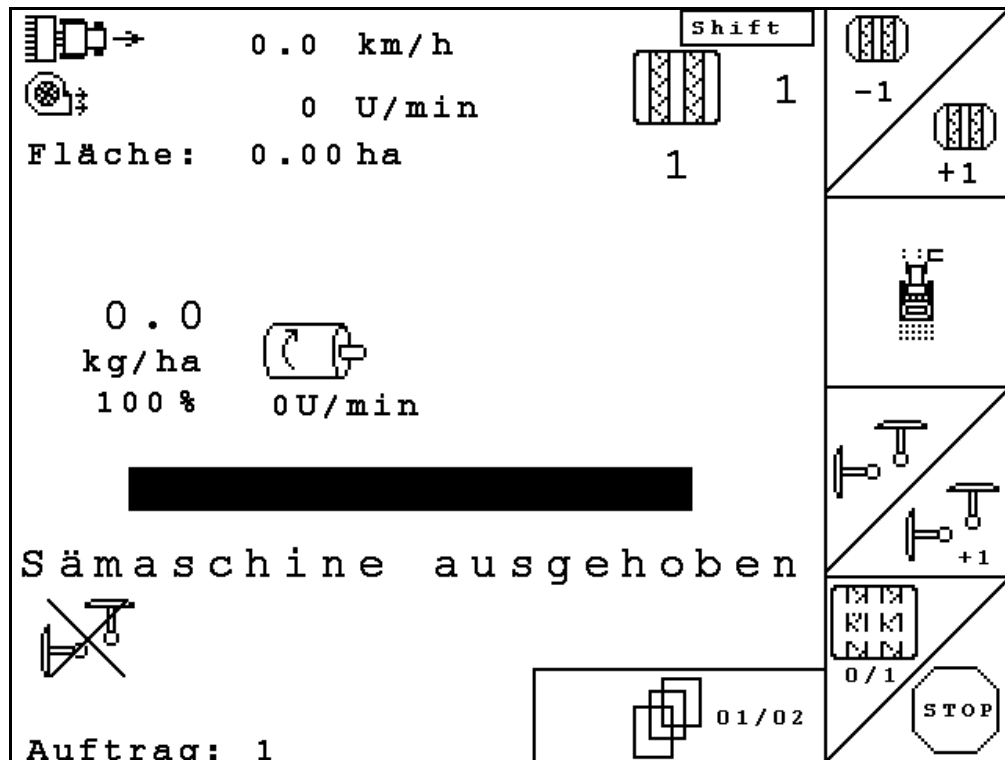 Shift
0.0 km/h
0 U/min
Fläche: 0.00 ha
1
1
-1
+1
0.0
kg/ha
100 %
0U/min
Sämaschine ausgehoben
+1
0/1
STOP
01/02
Auftrag: 1